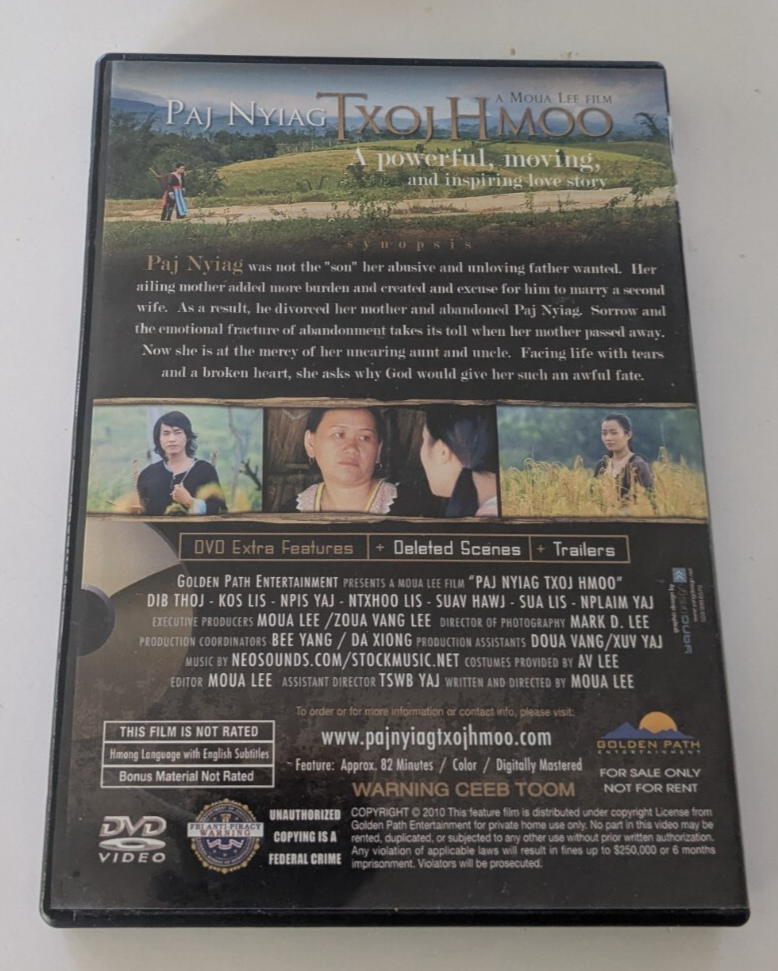 A MOUA LEE FILM
PAJ NYIAG TXOJ HMOO
A powerful, moving,
and inspiring love story
synopsis
Paj Nyiag was not the "son" her abusive and unloving father wanted. Her
ailing mother added more burden and created and excuse for him to marry a second
wife. As a result, he divorced her mother and abandoned Paj Nyiag. Sorrow and
the emotional fracture of abandonment takes its toll when her mother passed away.
Now she is at the mercy of her uncaring aunt and uncle. Facing life with tears
and a broken heart, she asks why God would give her such an awful fate.
DVD Extra Features + Deleted Scenes + Trailers
GOLDEN PATH ENTERTAINMENT PRESENTS A MOUA LEE FILM "PAJ NYIAG TXOJ HMOO"
DIB THOJ - KOS LIS - NPIS YAJ - NTXHOO LIS - SUAV HAWJ - SUA LIS - NPLAIM YAJ
EXECUTIVE PRODUCERS MOUA LEE /ZOUA VANG LEE DIRECTOR OF PHOTOGRAPHY MARK D. LEE
PRODUCTION COORDINATORS BEE YANG / DA XIONG PRODUCTION ASSISTANTS DOUA VANG/XUV YAJ
MUSIC BY NEOSOUNDS.COM/STOCKMUSIC.NET COSTUMES PROVIDED BY AV LEE
EDITOR MOUA LEE ASSISTANT DIRECTOR TSWB YAJ WRITTEN AND DIRECTED BY MOUA LEE
graphic design by
To order or for more information or contact info, please visit:
www.pajnyiagtxojhmoo.com
Feature: Approx. 82 Minutes / Color / Digitally Mastered
THIS FILM IS NOT RATED
Hmong Language with English Subtitles
Bonus Material Not Rated
GOLDEN PATH
ENTERTAINMENT
FOR SALE ONLY
NOT FOR RENT
WARNING CEEB TOOM
DVD
VIDEO
FBI ANTI-PIRACY
WARNING
UNAUTHORIZED
COPYING IS A
FEDERAL CRIME
COPYRIGHT © 2010 This feature film is distributed under copyright License from
Golden Path Entertainment for private home use only. No part in this video may be
rented, duplicated, or subjected to any other use without prior written authorization.
Any violation of applicable laws will result in fines up to $250,000 or 6 months
imprisonment. Violators will be prosecuted.